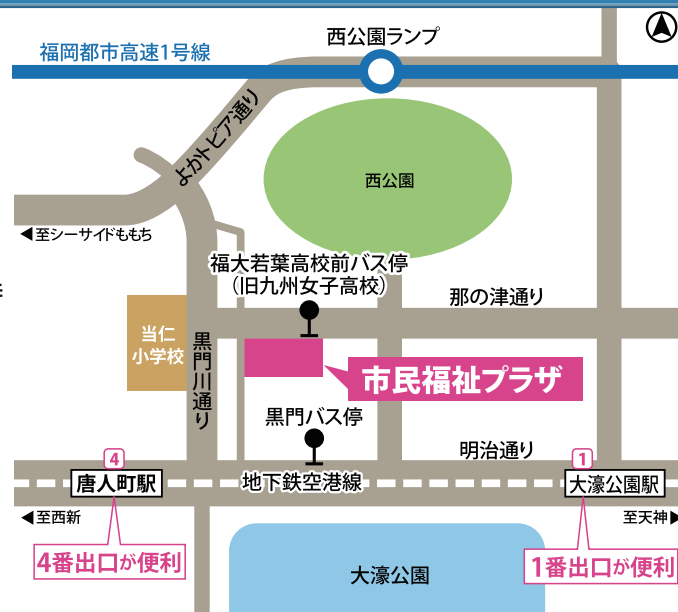 西公園ランプ
福岡都市高速1号線
よかトピア通り
西公園
◀至シーサイドももち
福大若葉高校前バス停
（旧九州女子高校）
那の津通り
当仁
小学校
黒門川通り
市民福祉プラザ
黒門バス停
明治通り
4
1
唐人町駅
地下鉄空港線
大濠公園駅
◀至西新
至天神▶
4番出口が便利
1番出口が便利
大濠公園